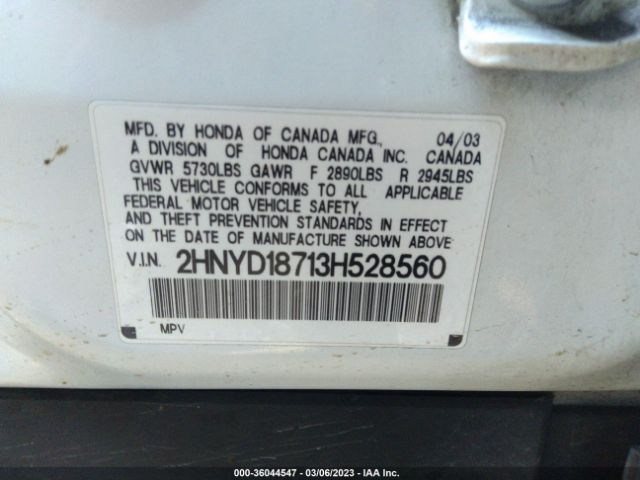 MFD. BY HONDA OF CANADA MFG., 04/03
A DIVISION OF HONDA CANADA INC. CANADA
GVWR 5730LBS GAWR F 2890LBS R 2945LBS
THIS VEHICLE CONFORMS TO ALL APPLICABLE
FEDERAL MOTOR VEHICLE SAFETY,
AND THEFT PREVENTION STANDARDS IN EFFECT
ON THE DATE OF MANUFACTURE SHOWN ABOVE
V.I.N. 2HNYD18713H528560
MPV
000-36044547 - 03/06/2023 - IAA Inc.